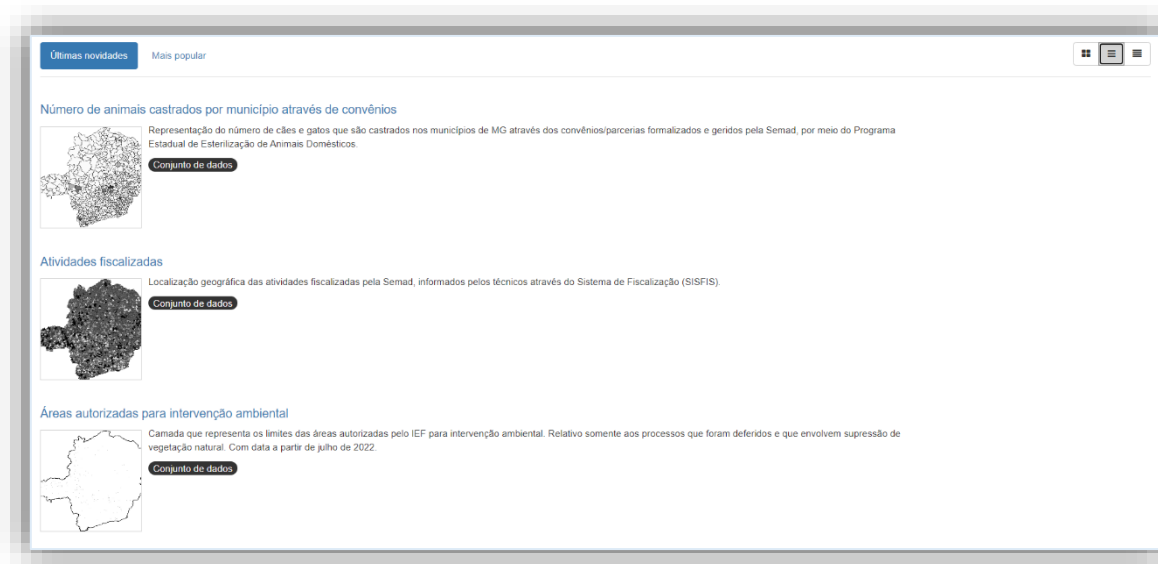 Últimas novidades
Mais popular
Número de animais castrados por município através de convênios
Representação do número de cães e gatos que são castrados nos municípios de MG através dos convênios/parcerias formalizados e geridos pela Semad, por meio do Programa
Estadual de Esterilização de Animais Domésticos.
Conjunto de dados
Atividades fiscalizadas
Localização geográfica das atividades fiscalizadas pela Semad, informados pelos técnicos através do Sistema de Fiscalização (SISFIS).
Conjunto de dados
Áreas autorizadas para intervenção ambiental
Camada que representa os limites das áreas autorizadas pelo IEF para intervenção ambiental. Relativo somente aos processos que foram deferidos e que envolvem supressão de
vegetação natural. Com data a partir de julho de 2022.
Conjunto de dados